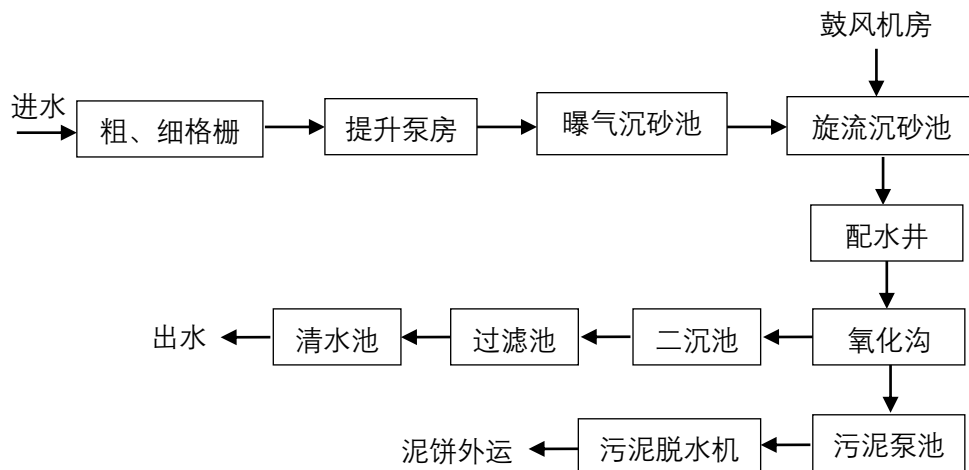 鼓风机房
进水
粗、细格栅
提升泵房
曝气沉砂池
旋流沉砂池
配水井
出水
清水池
过滤池
二沉池
氧化沟
泥饼外运
污泥脱水机
污泥泵池